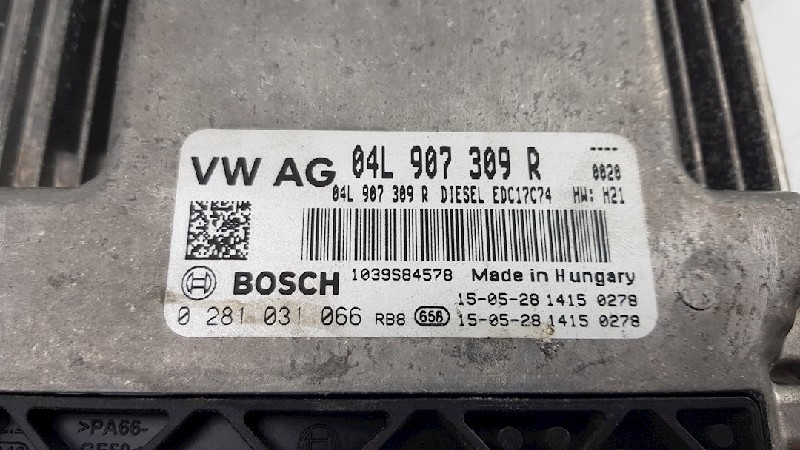 VW AG 04L 907 309 R ----
0020
04L 907 309 R DIESEL EDC17C74 HW: H21
BOSCH 1039S84578 Made in Hungary
15-05-28 1415 0278
0 281 031 066 RB8 656 15-05-28 1415 0278
>PA66-